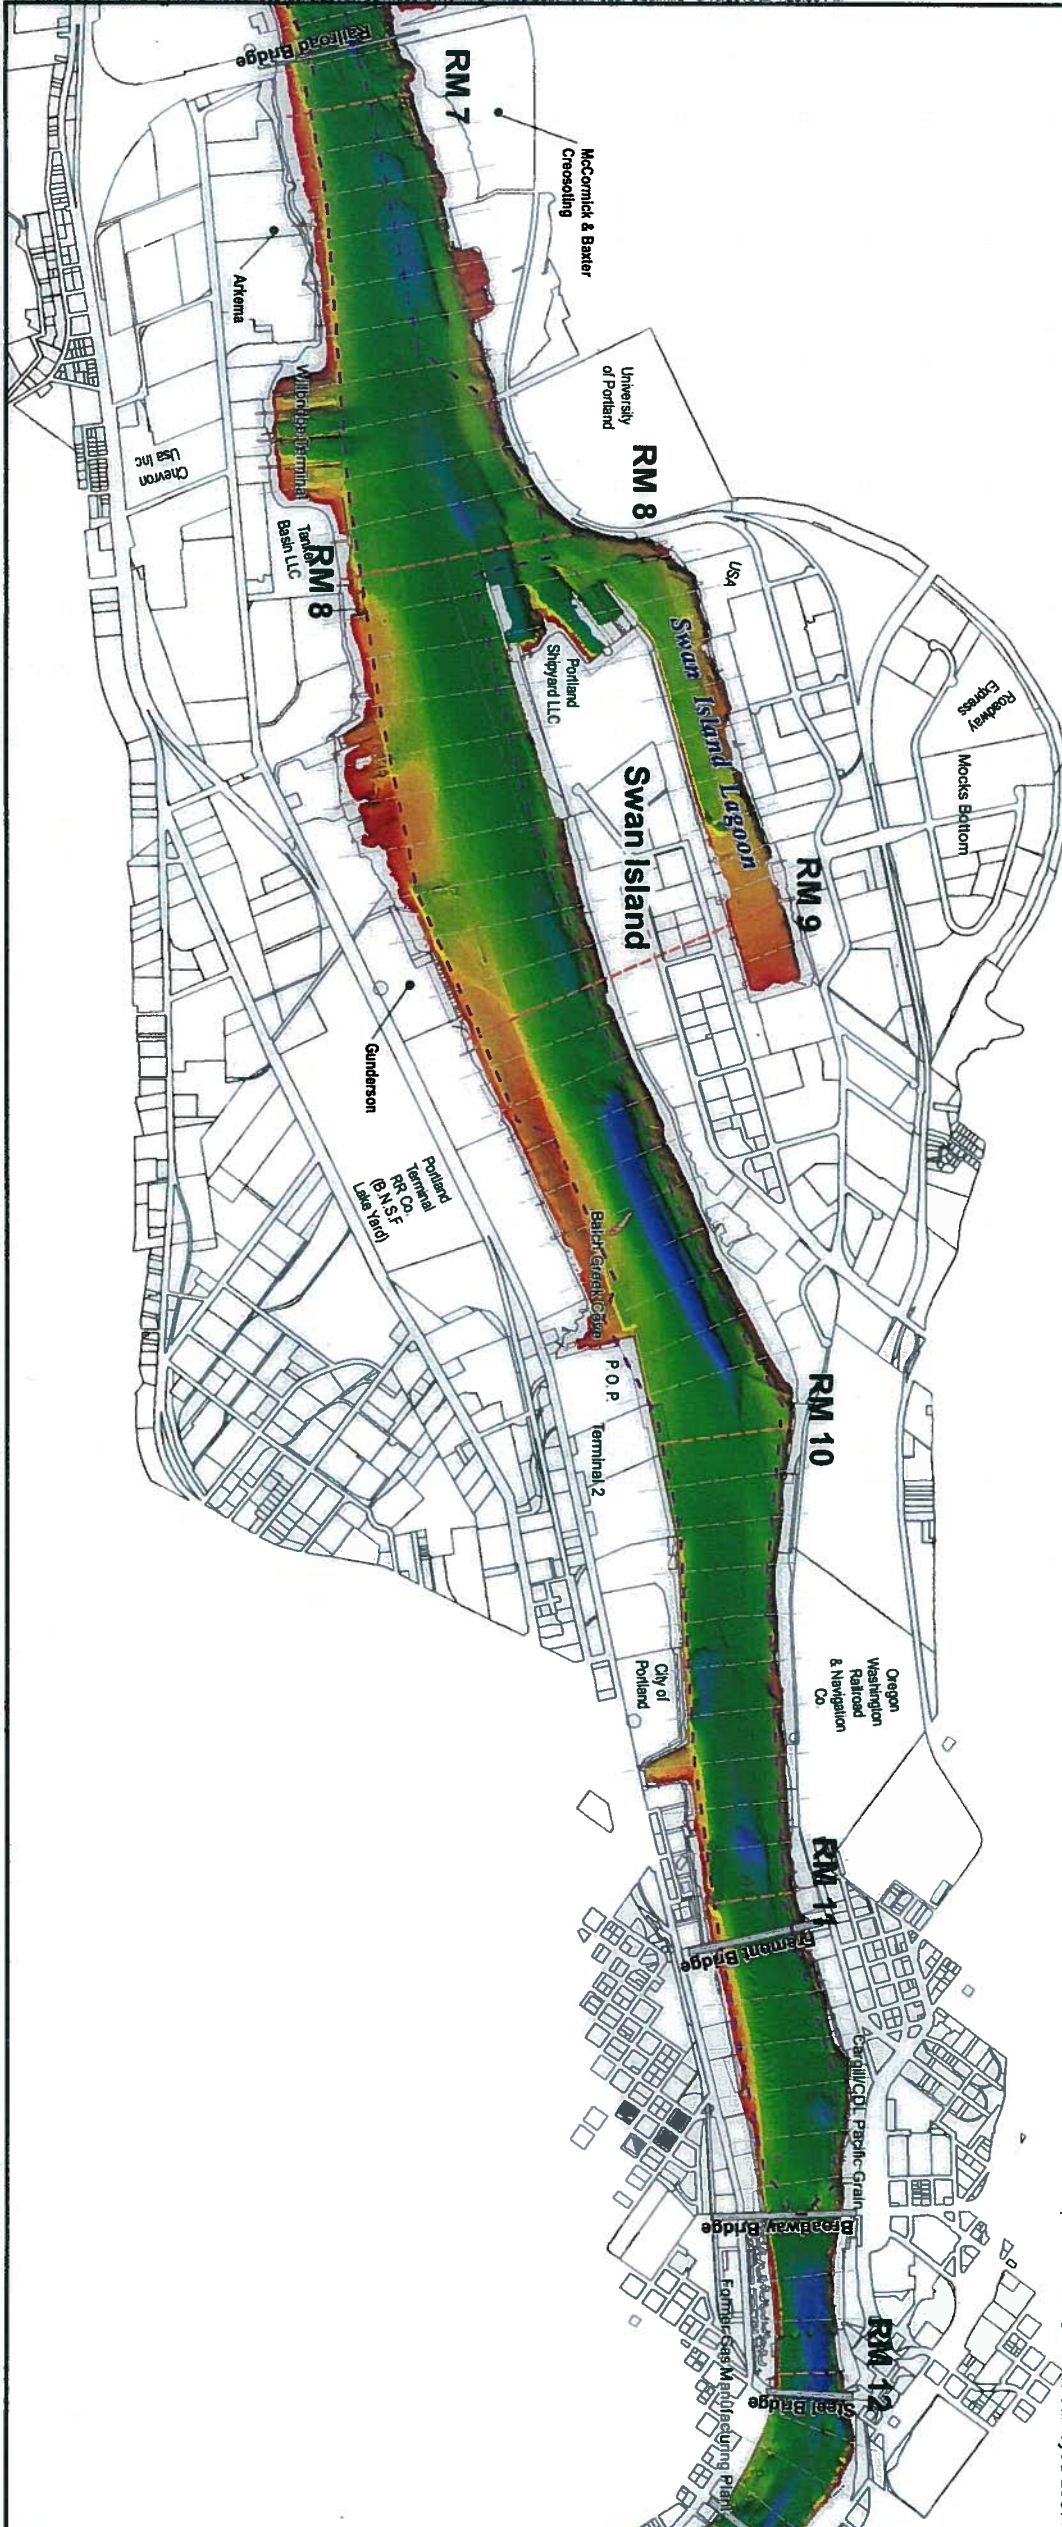 Railroad Bridge
RM 7
McCormick & Baxter
Creosoting
Arkema
University
of Portland
Willbridge Terminal
Chevron
Usa Inc
RM 8
Tanker
Basin LLC
RM 8
USA
Swan Island Lagoon
Portland
Shipyard LLC
Roadway
Express
Mocks Bottom
Swan Island
RM 9
Gunderson
Portland
Terminal
RR Co.
(B.N.S.F
Lake Yard)
Balch Creek Cove
P.O.P.
Terminal 2
RM 10
City of
Portland
Oregon
Washington
Railroad
& Navigation
Co.
RM 11
Fremont Bridge
Cargill/CDL Pacific Grain
Broadway Bridge
Former Gas Manufacturing Plant
RM 12
Steel Bridge